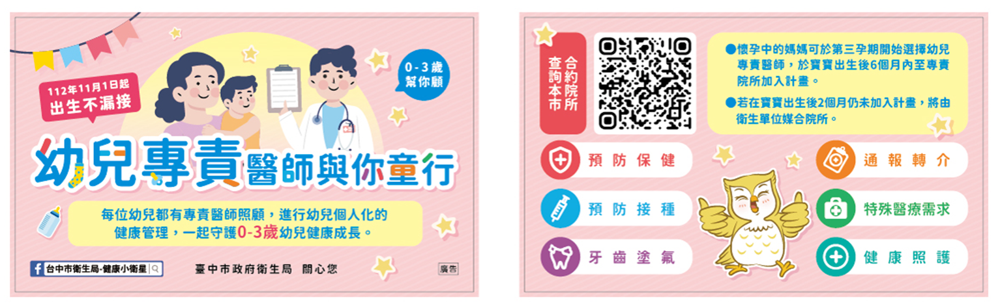 112年11月1日起
出生不漏接
0-3歲
幫你顧
幼兒專責醫師與你童行
每位幼兒都有專責醫師照顧，進行幼兒個人化的
健康管理，一起守護0-3歲幼兒健康成長。
f 台中市衛生局-健康小衛星
臺中市政府衛生局 關心您
廣告
合約院所
查詢本市
●懷孕中的媽媽可於第三孕期開始選擇幼兒
專責醫師，於寶寶出生後6個月內至專責
院所加入計畫。
●若在寶寶出生後2個月仍未加入計畫，將由
衛生單位媒合院所。
預防保健
通報轉介
預防接種
特殊醫療需求
牙齒塗氟
健康照護